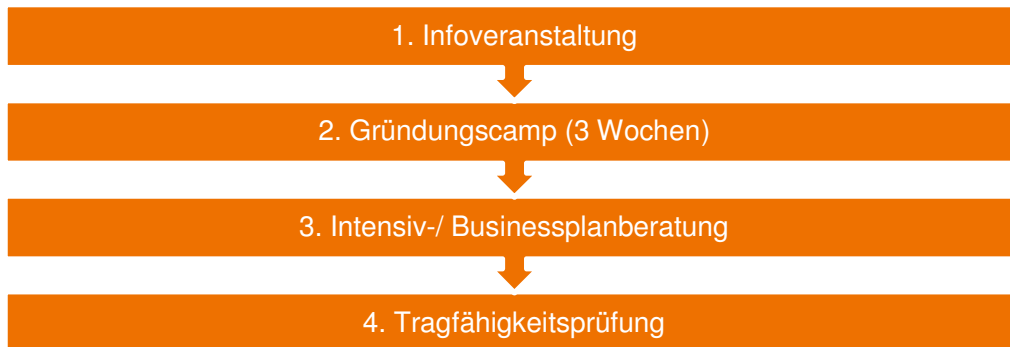 1. Infoveranstaltung
2. Gründungscamp (3 Wochen)
3. Intensiv-/ Businessplanberatung
4. Tragfähigkeitsprüfung